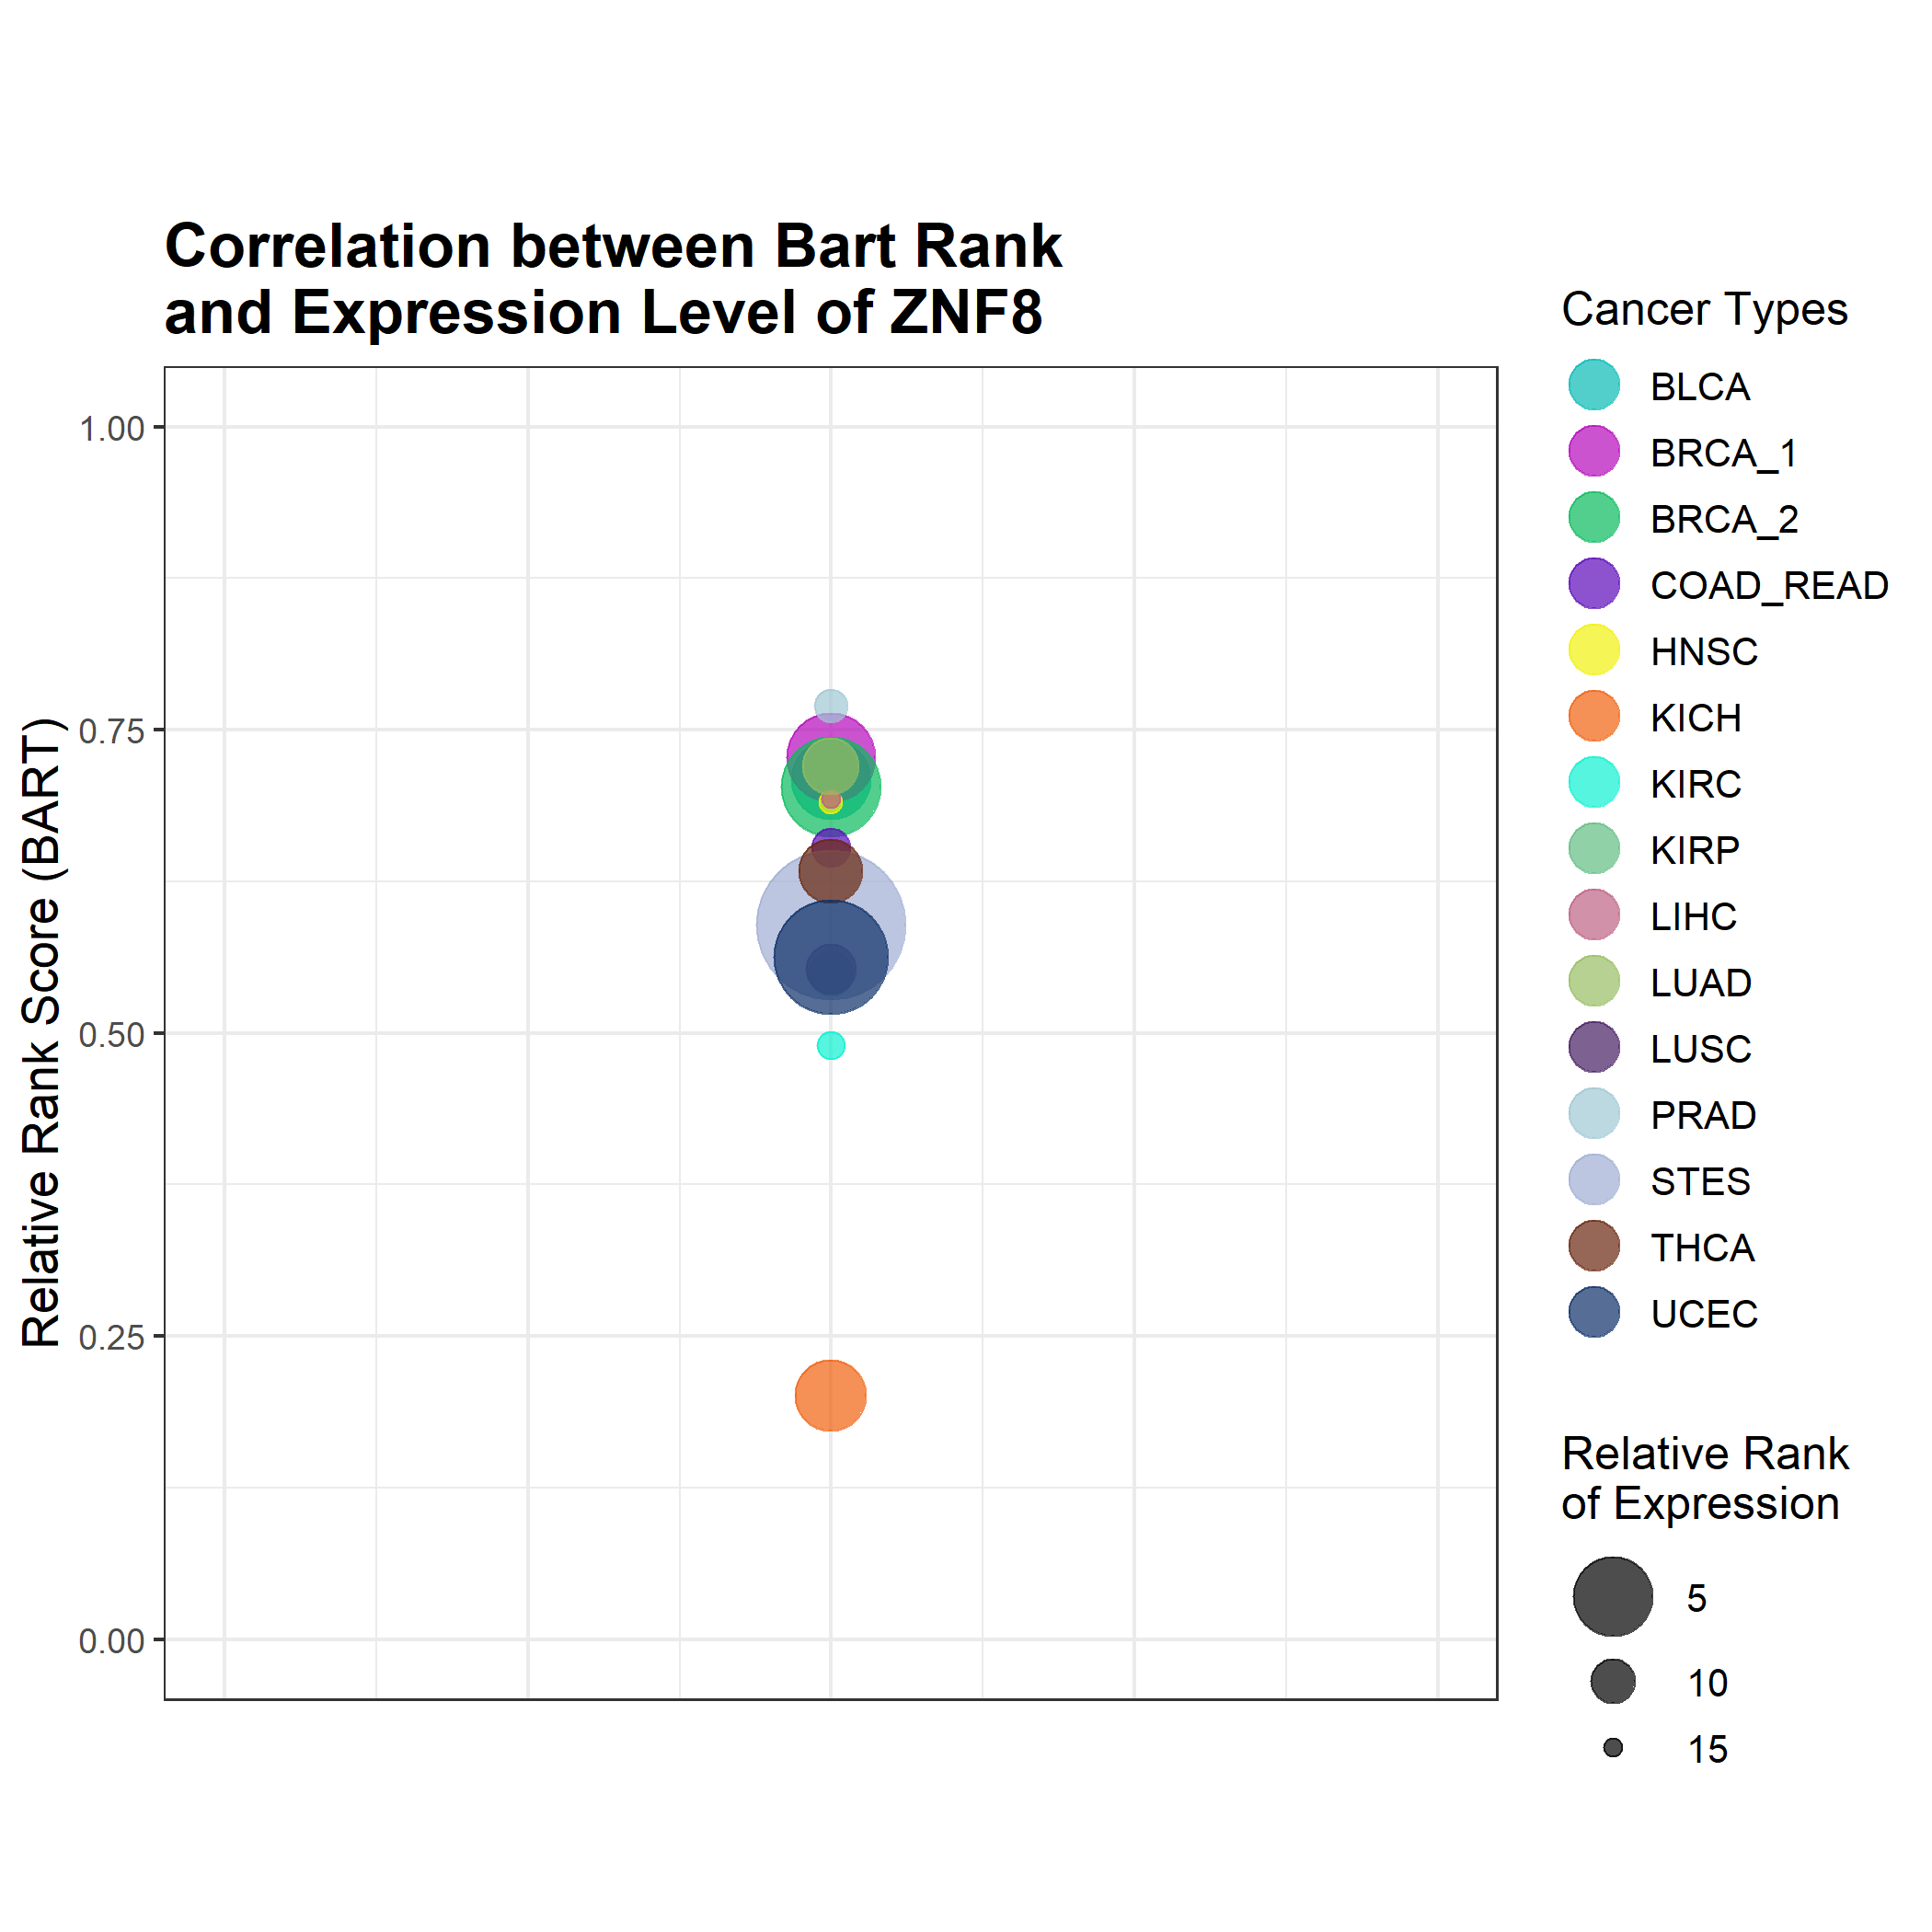 Correlation between Bart Rank
and Expression Level of ZNF8
Relative Rank Score (BART)
1.00
0.75
0.50
0.25
0.00
Cancer Types
BLCA
BRCA_1
BRCA_2
COAD_READ
HNSC
KICH
KIRC
KIRP
LIHC
LUAD
LUSC
PRAD
STES
THCA
UCEC
Relative Rank
of Expression
5
10
15